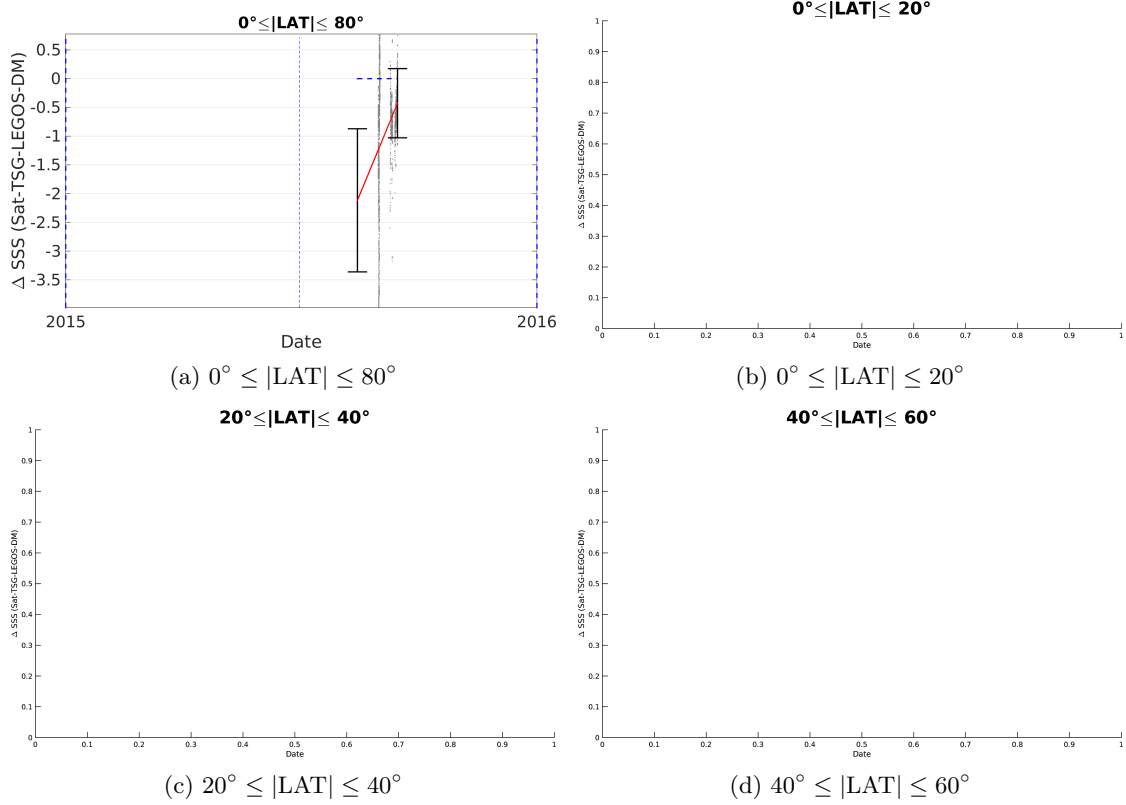 0°≤|LAT|≤ 80°
Δ SSS (Sat-TSG-LEGOS-DM)
0.5
0
-0.5
-1
-1.5
-2
-2.5
-3
-3.5
2015
2016
Date
(a) 0° ≤ |LAT| ≤ 80°
0°≤|LAT|≤ 20°
Δ SSS (Sat-TSG-LEGOS-DM)
1
0.9
0.8
0.7
0.6
0.5
0.4
0.3
0.2
0.1
0
0 0.1 0.2 0.3 0.4 0.5 0.6 0.7 0.8 0.9 1
Date
(b) 0° ≤ |LAT| ≤ 20°
20°≤|LAT|≤ 40°
Δ SSS (Sat-TSG-LEGOS-DM)
1
0.9
0.8
0.7
0.6
0.5
0.4
0.3
0.2
0.1
0
0 0.1 0.2 0.3 0.4 0.5 0.6 0.7 0.8 0.9 1
Date
(c) 20° ≤ |LAT| ≤ 40°
40°≤|LAT|≤ 60°
Δ SSS (Sat-TSG-LEGOS-DM)
1
0.9
0.8
0.7
0.6
0.5
0.4
0.3
0.2
0.1
0
0 0.1 0.2 0.3 0.4 0.5 0.6 0.7 0.8 0.9 1
Date
(d) 40° ≤ |LAT| ≤ 60°